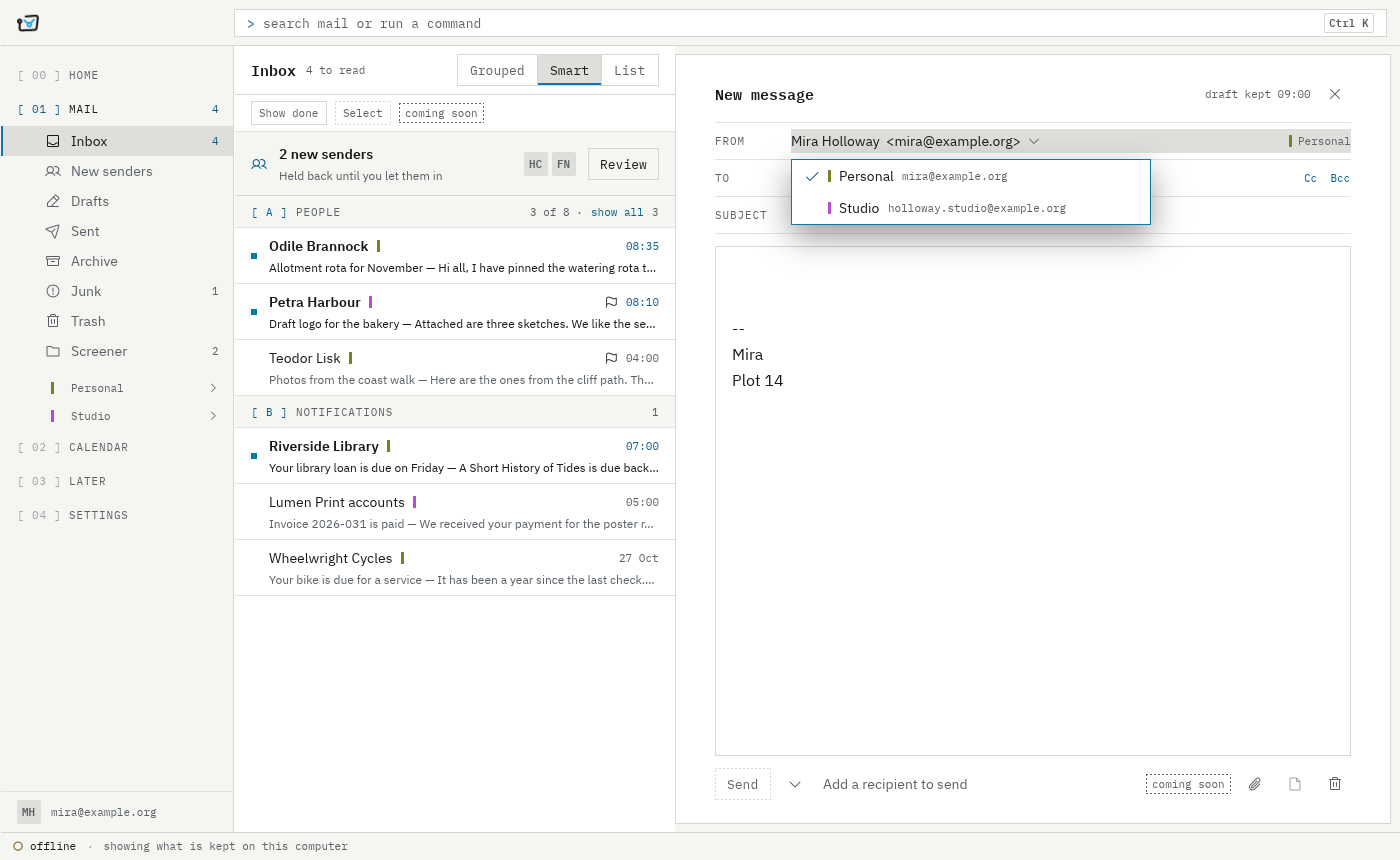 > search mail or run a command Ctrl K
[ 00 ] HOME
[ 01 ] MAIL 4
Inbox 4
New senders
Drafts
Sent
Archive
Junk 1
Trash
Screener 2
Personal
Studio
[ 02 ] CALENDAR
[ 03 ] LATER
[ 04 ] SETTINGS
MH mira@example.org
Inbox 4 to read Grouped Smart List
Show done Select coming soon
2 new senders
Held back until you let them in
HC FN Review
[ A ] PEOPLE 3 of 8 · show all 3
Odile Brannock 08:35
Allotment rota for November — Hi all, I have pinned the watering rota t…
Petra Harbour 08:10
Draft logo for the bakery — Attached are three sketches. We like the se…
Teodor Lisk 04:00
Photos from the coast walk — Here are the ones from the cliff path. Th…
[ B ] NOTIFICATIONS 1
Riverside Library 07:00
Your library loan is due on Friday — A Short History of Tides is due back…
Lumen Print accounts 05:00
Invoice 2026-031 is paid — We received your payment for the poster r…
Wheelwright Cycles 27 Oct
Your bike is due for a service — It has been a year since the last check.…
New message draft kept 09:00
FROM Mira Holloway <mira@example.org> Personal
TO Cc Bcc
SUBJECT
Personal mira@example.org
Studio holloway.studio@example.org
--
Mira
Plot 14
Send Add a recipient to send coming soon
offline · showing what is kept on this computer